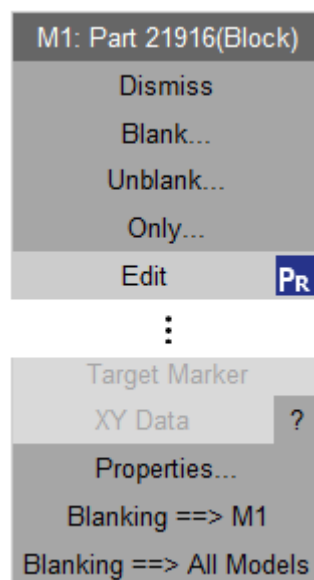 M1: Part 21916(Block)
Dismiss
Blank...
Unblank...
Only...
Edit PR
Target Marker
XY Data ?
Properties...
Blanking ==> M1
Blanking ==> All Models